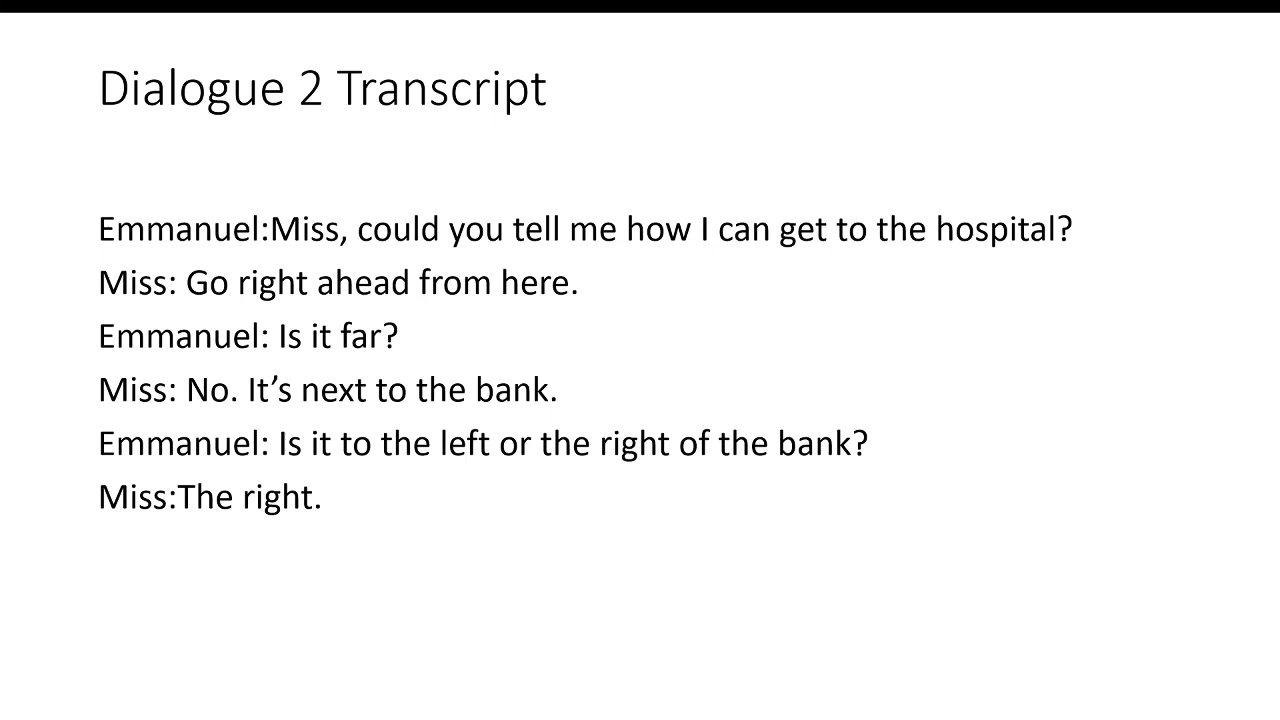 Dialogue 2 Transcript
Emmanuel:Miss, could you tell me how I can get to the hospital?
Miss: Go right ahead from here.
Emmanuel: Is it far?
Miss: No. It’s next to the bank.
Emmanuel: Is it to the left or the right of the bank?
Miss:The right.